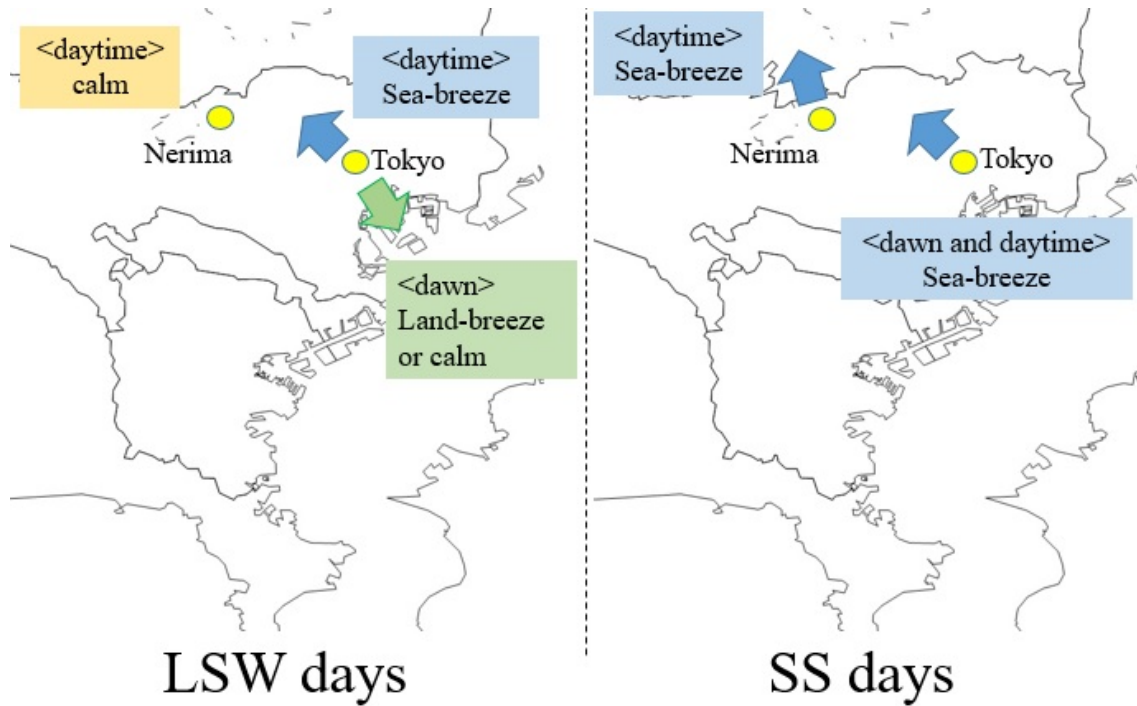 <daytime>
calm
<daytime>
Sea-breeze
Nerima
Tokyo
<dawn>
Land-breeze
or calm
LSW days
<daytime>
Sea-breeze
Nerima
Tokyo
<dawn and daytime>
Sea-breeze
SS days